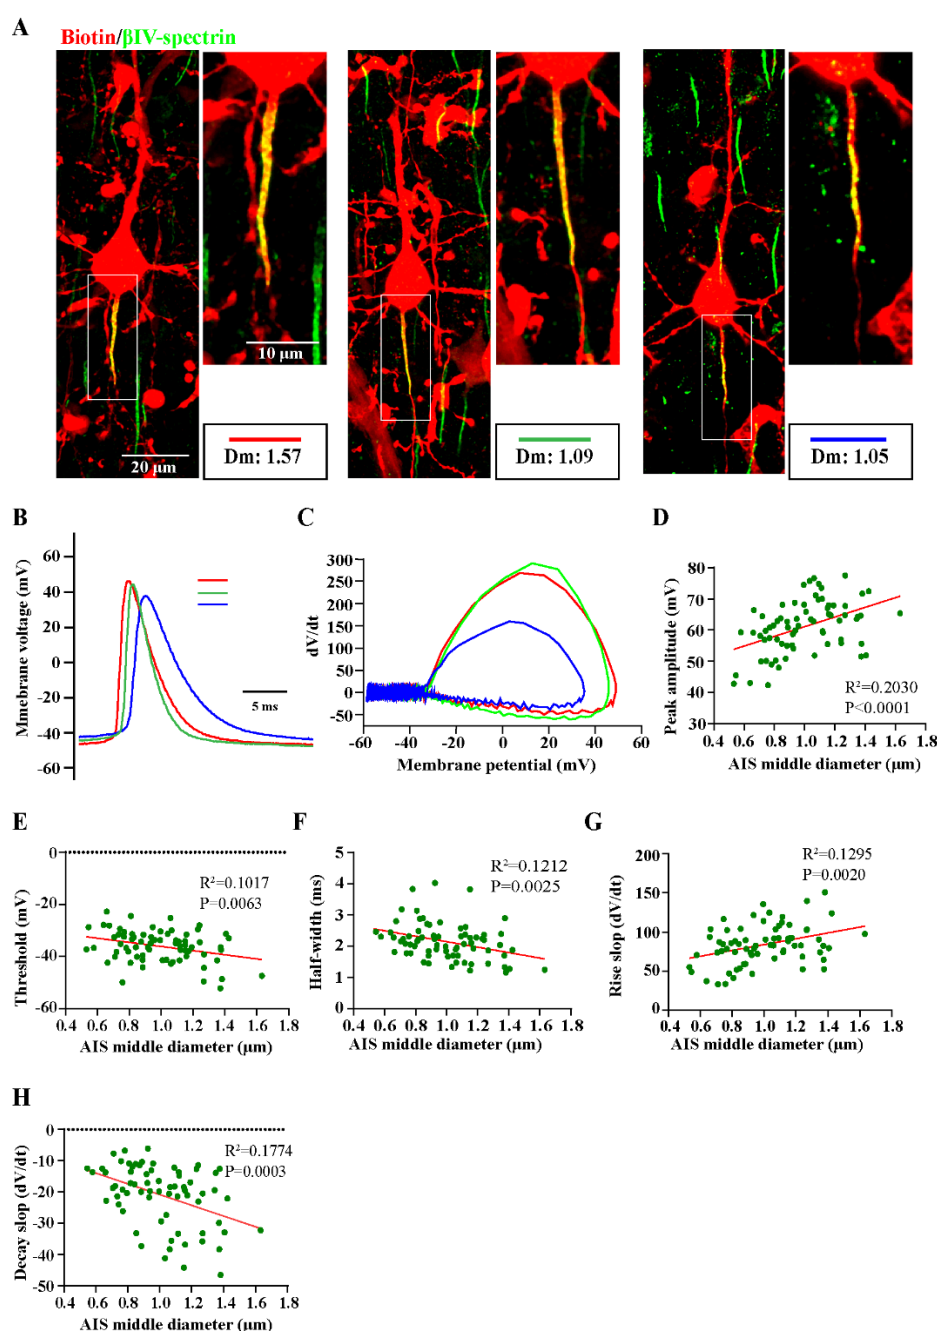 A
Biotin/βIV-spectrin
10 μm
20 μm
Dm: 1.57
Dm: 1.09
Dm: 1.05
B
Mmembrane voltage (mV)
60
40
20
0
-20
-40
-60
5 ms
C
dV/dt
300
250
200
150
100
50
0
-50
-60
-40
-20
0
20
40
60
Membrane potential (mV)
D
Peak amplitude (mV)
80
70
60
50
40
30
R²=0.2030
P<0.0001
0.4 0.6 0.8 1.0 1.2 1.4 1.6 1.8
AIS middle diameter (μm)
E
Threshold (mV)
0
-20
-40
-60
R²=0.1017
P=0.0063
0.4 0.6 0.8 1.0 1.2 1.4 1.6 1.8
AIS middle diameter (μm)
F
Half-width (ms)
5
4
3
2
1
0
R²=0.1212
P=0.0025
0.4 0.6 0.8 1.0 1.2 1.4 1.6 1.8
AIS middle diameter (μm)
G
Rise slop (dV/dt)
200
150
100
50
0
R²=0.1295
P=0.0020
0.4 0.6 0.8 1.0 1.2 1.4 1.6 1.8
AIS middle diameter (μm)
H
Decay slop (dV/dt)
0
-10
-20
-30
-40
-50
R²=0.1774
P=0.0003
0.4 0.6 0.8 1.0 1.2 1.4 1.6 1.8
AIS middle diameter (μm)